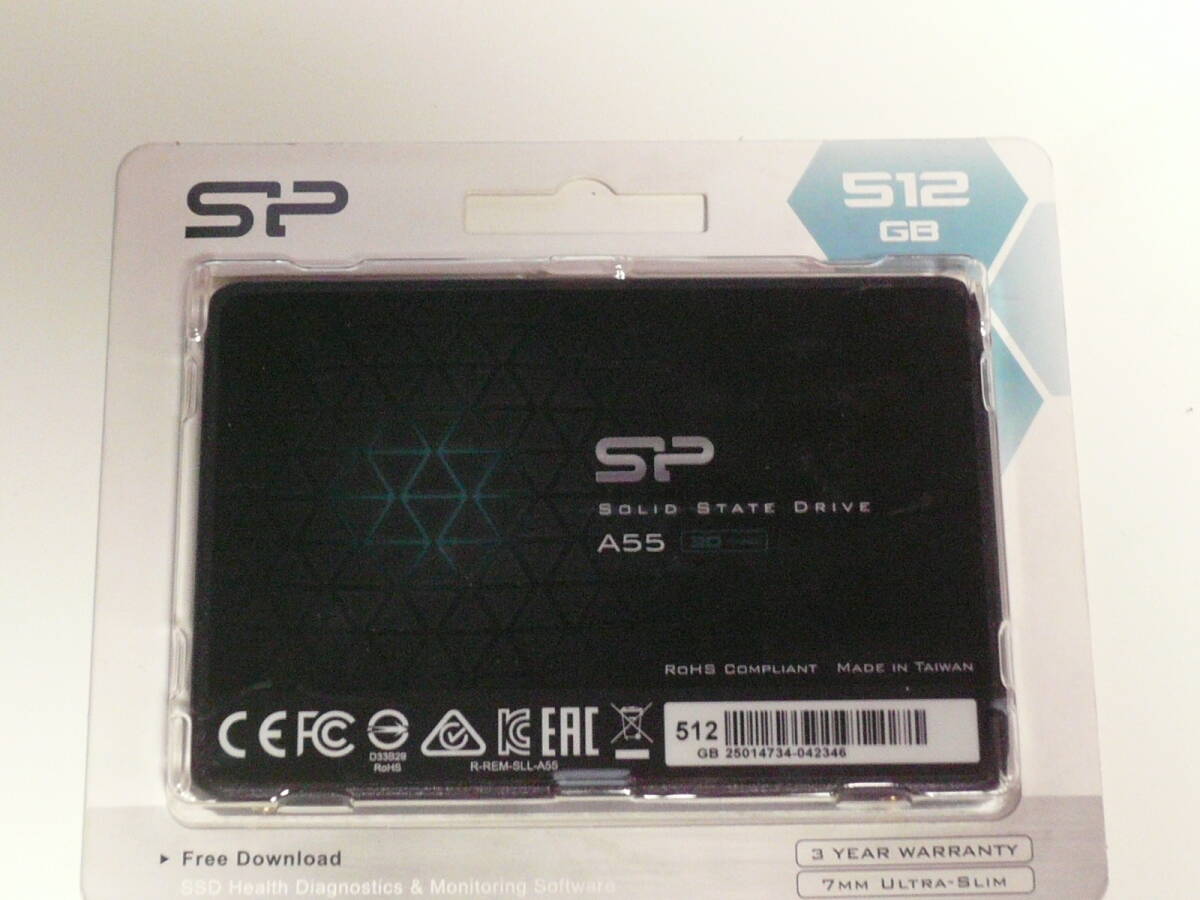 SP
512
GB
SP
SOLID STATE DRIVE
A55 3D
ROHS COMPLIANT MADE IN TAIWAN
CE FC EAC
D33B29
RoHS
R-REM-SLL-A55
512
GB 25014734-042346
Free Download
SSD Health Diagnostics & Monitoring Software
3 YEAR WARRANTY
7MM ULTRA-SLIM